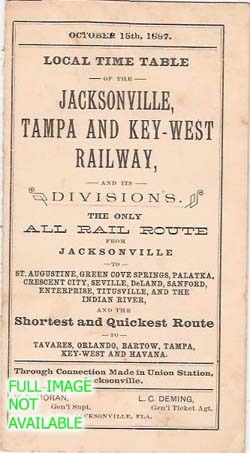 OCTOBER 15th, 1887.
LOCAL TIME TABLE
—OF THE—
JACKSONVILLE,
TAMPA AND KEY-WEST
RAILWAY,
—AND ITS—
DIVISIONS.
THE ONLY
ALL RAIL ROUTE
FROM
JACKSONVILLE
—TO—
ST. AUGUSTINE, GREEN COVE SPRINGS, PALATKA,
CRESCENT CITY, SEVILLE, DeLAND, SANFORD,
ENTERPRISE, TITUSVILLE, AND THE
INDIAN RIVER,
AND THE
Shortest and Quickest Route
—TO—
TAVARES, ORLANDO, BARTOW, TAMPA,
KEY-WEST AND HAVANA.
Through Connection Made in Union Station,
FULL IMAGE cksonville.
NOT ORAN, L. C. DEMING,
Gen'l Supt. Gen'l Ticket Agt.
AVAILABLE CKSONVILLE, FLA.